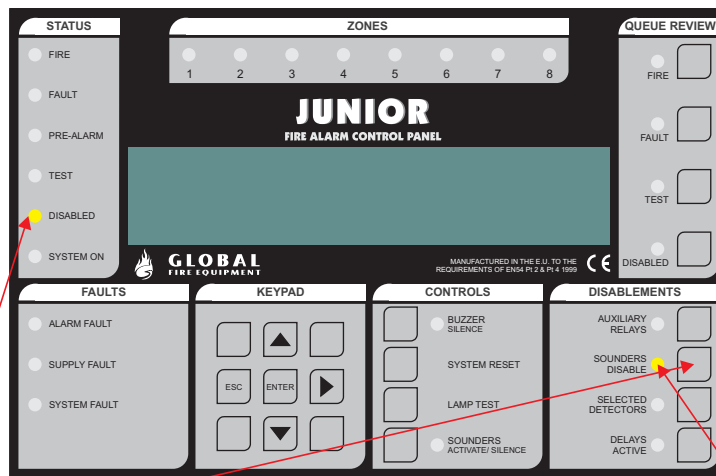 STATUS
FIRE
FAULT
PRE-ALARM
TEST
DISABLED
SYSTEM ON
ZONES
1 2 3 4 5 6 7 8
JUNIOR
FIRE ALARM CONTROL PANEL
GLOBAL
FIRE EQUIPMENT
MANUFACTURED IN THE E.U. TO THE
REQUIREMENTS OF EN54 Pt 2 & Pt 4 1999
CE
QUEUE REVIEW
FIRE
FAULT
TEST
DISABLED
FAULTS
ALARM FAULT
SUPPLY FAULT
SYSTEM FAULT
KEYPAD
ESC ENTER
CONTROLS
BUZZER
SILENCE
SYSTEM RESET
LAMP TEST
SOUNDERS
ACTIVATE/ SILENCE
DISABLEMENTS
AUXILIARY
RELAYS
SOUNDERS
DISABLE
SELECTED
DETECTORS
DELAYS
ACTIVE